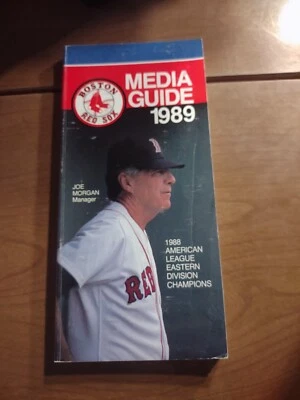 BOSTON
RED SOX
MEDIA
GUIDE
1989
B
JOE
MORGAN
Manager
1988
AMERICAN
LEAGUE
EASTERN
DIVISION
CHAMPIONS
RED